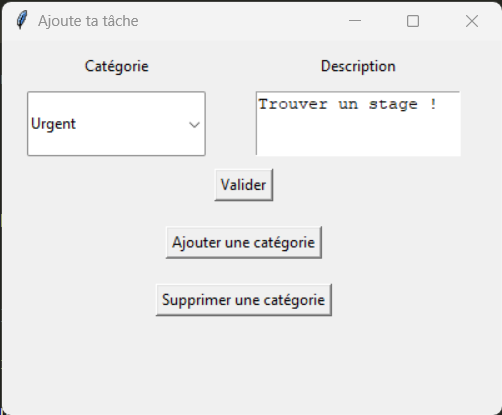 Ajoute ta tâche
Catégorie
Description
Urgent
Trouver un stage !
Valider
Ajouter une catégorie
Supprimer une catégorie